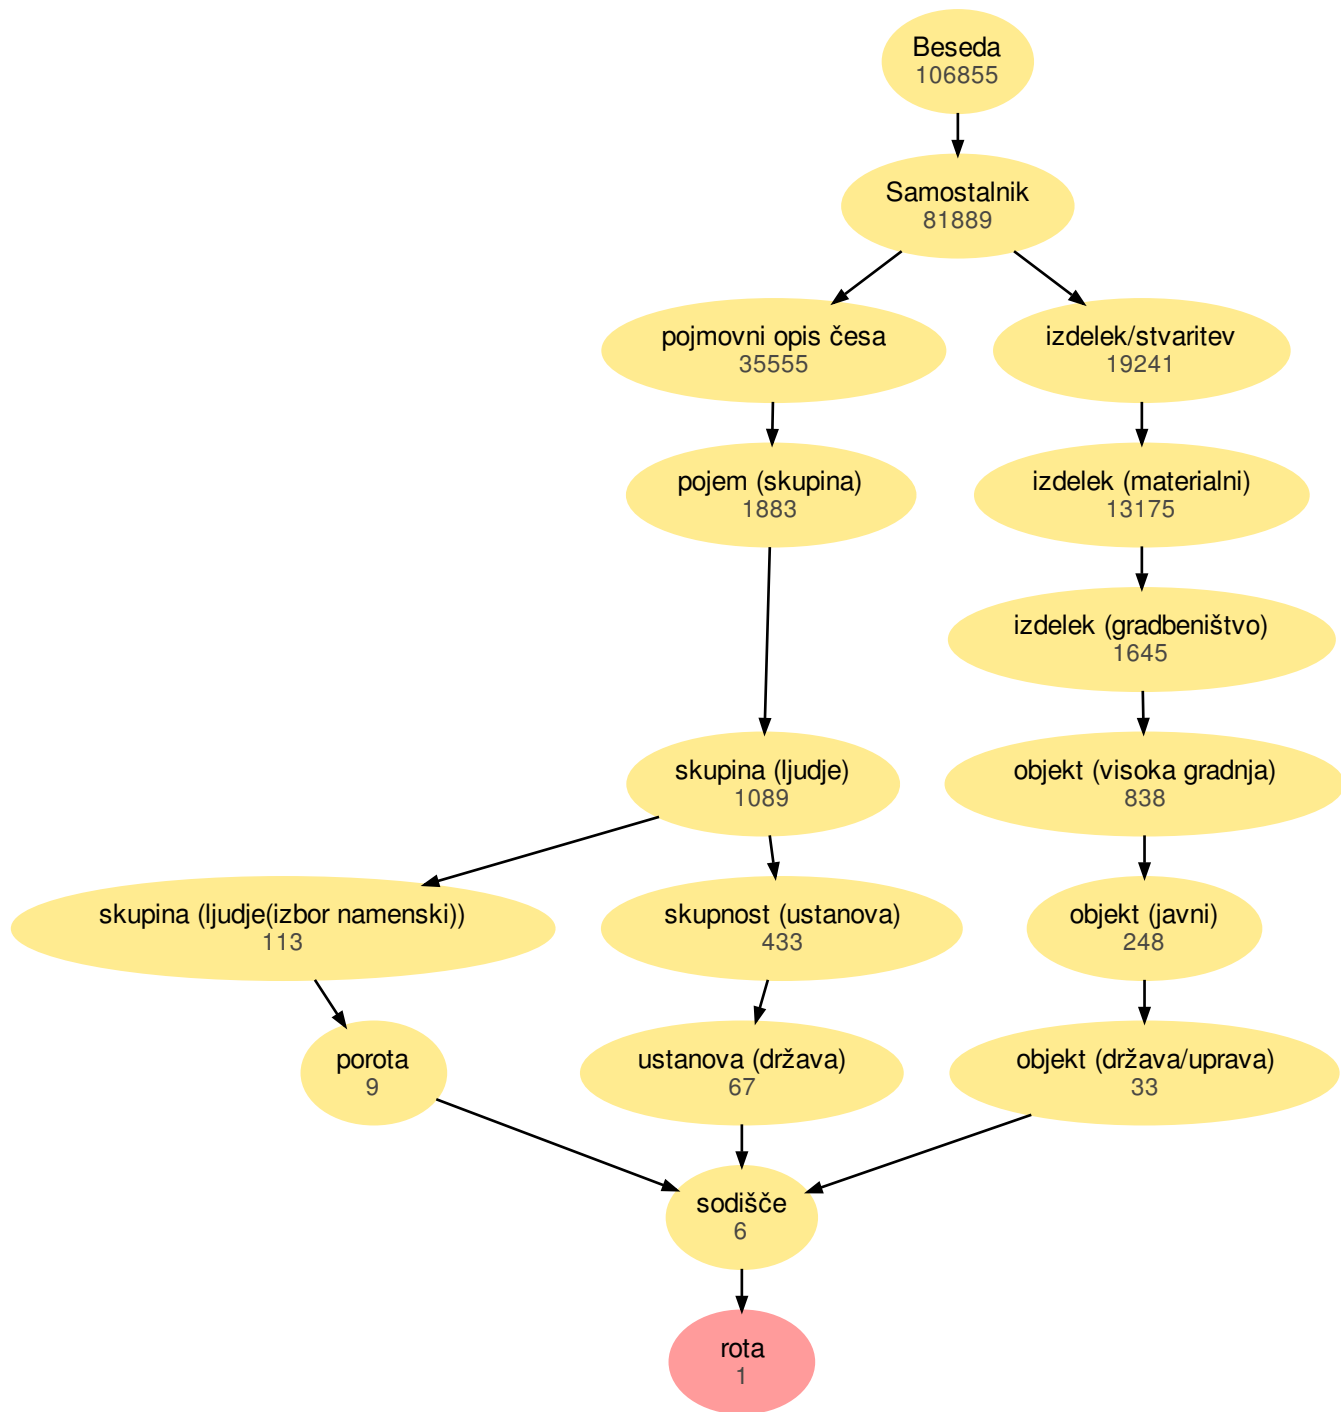 Beseda
106855
Samostalnik
81889
pojmovni opis česa
35555
izdelek/stvaritev
19241
pojem (skupina)
1883
izdelek (materialni)
13175
izdelek (gradbeništvo)
1645
skupina (ljudje)
1089
objekt (visoka gradnja)
838
skupina (ljudje(izbor namenski))
113
skupnost (ustanova)
433
objekt (javni)
248
porota
9
ustanova (država)
67
objekt (država/uprava)
33
sodišče
6
rota
1